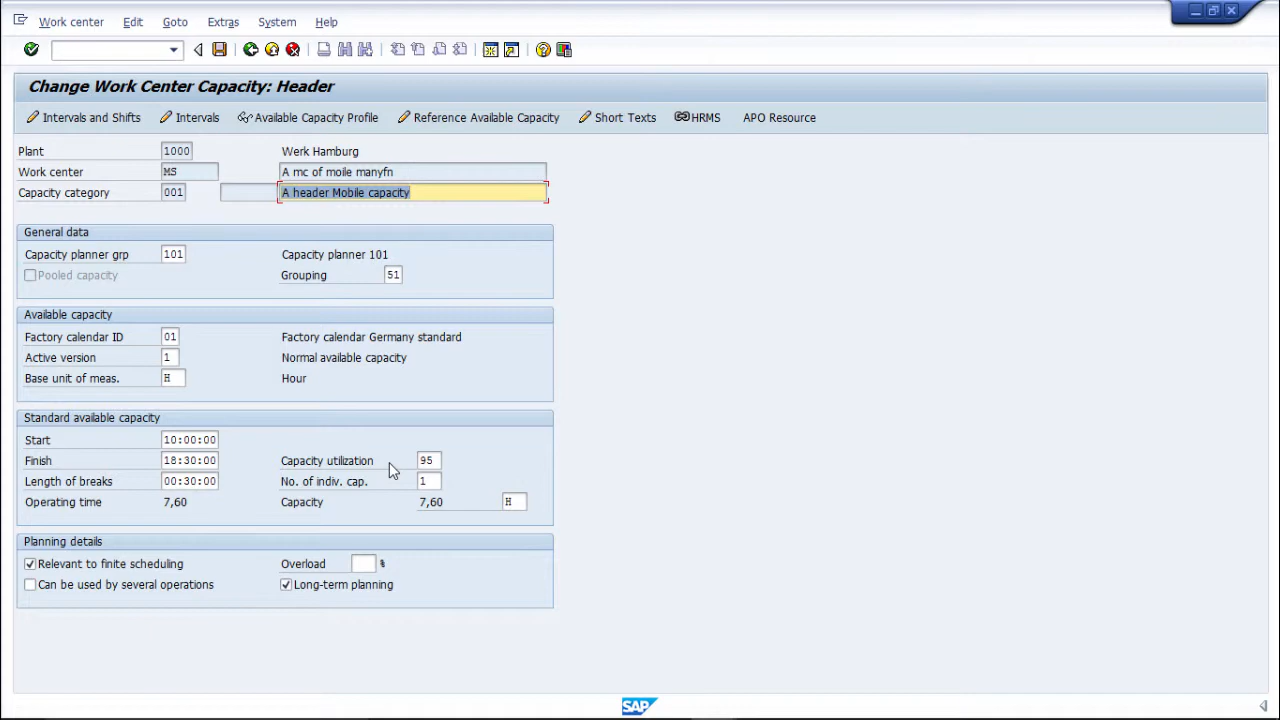 Work center Edit Goto Extras System Help
Change Work Center Capacity: Header
Intervals and Shifts Intervals Available Capacity Profile Reference Available Capacity Short Texts HRMS APO Resource
Plant 1000 Werk Hamburg
Work center MS A mc of moile manyfn
Capacity category 001 A header Mobile capacity
General data
Capacity planner grp 101 Capacity planner 101
Pooled capacity Grouping 51
Available capacity
Factory calendar ID 01 Factory calendar Germany standard
Active version 1 Normal available capacity
Base unit of meas. H Hour
Standard available capacity
Start 10:00:00
Finish 18:30:00 Capacity utilization 95
Length of breaks 00:30:00 No. of indiv. cap. 1
Operating time 7,60 Capacity 7,60 H
Planning details
Relevant to finite scheduling Overload %
Can be used by several operations Long-term planning
SAP